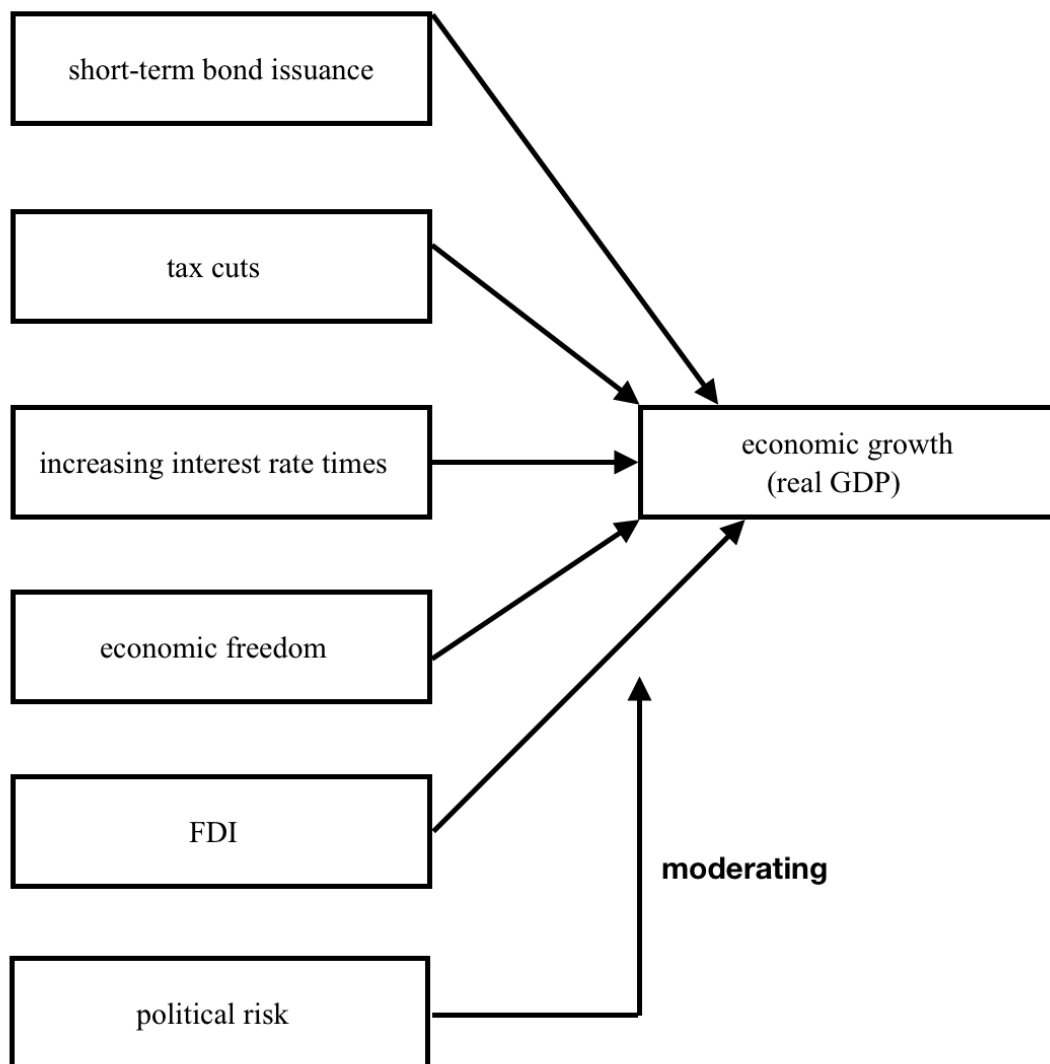 short-term bond issuance
tax cuts
increasing interest rate times
economic growth
(real GDP)
economic freedom
FDI
moderating
political risk